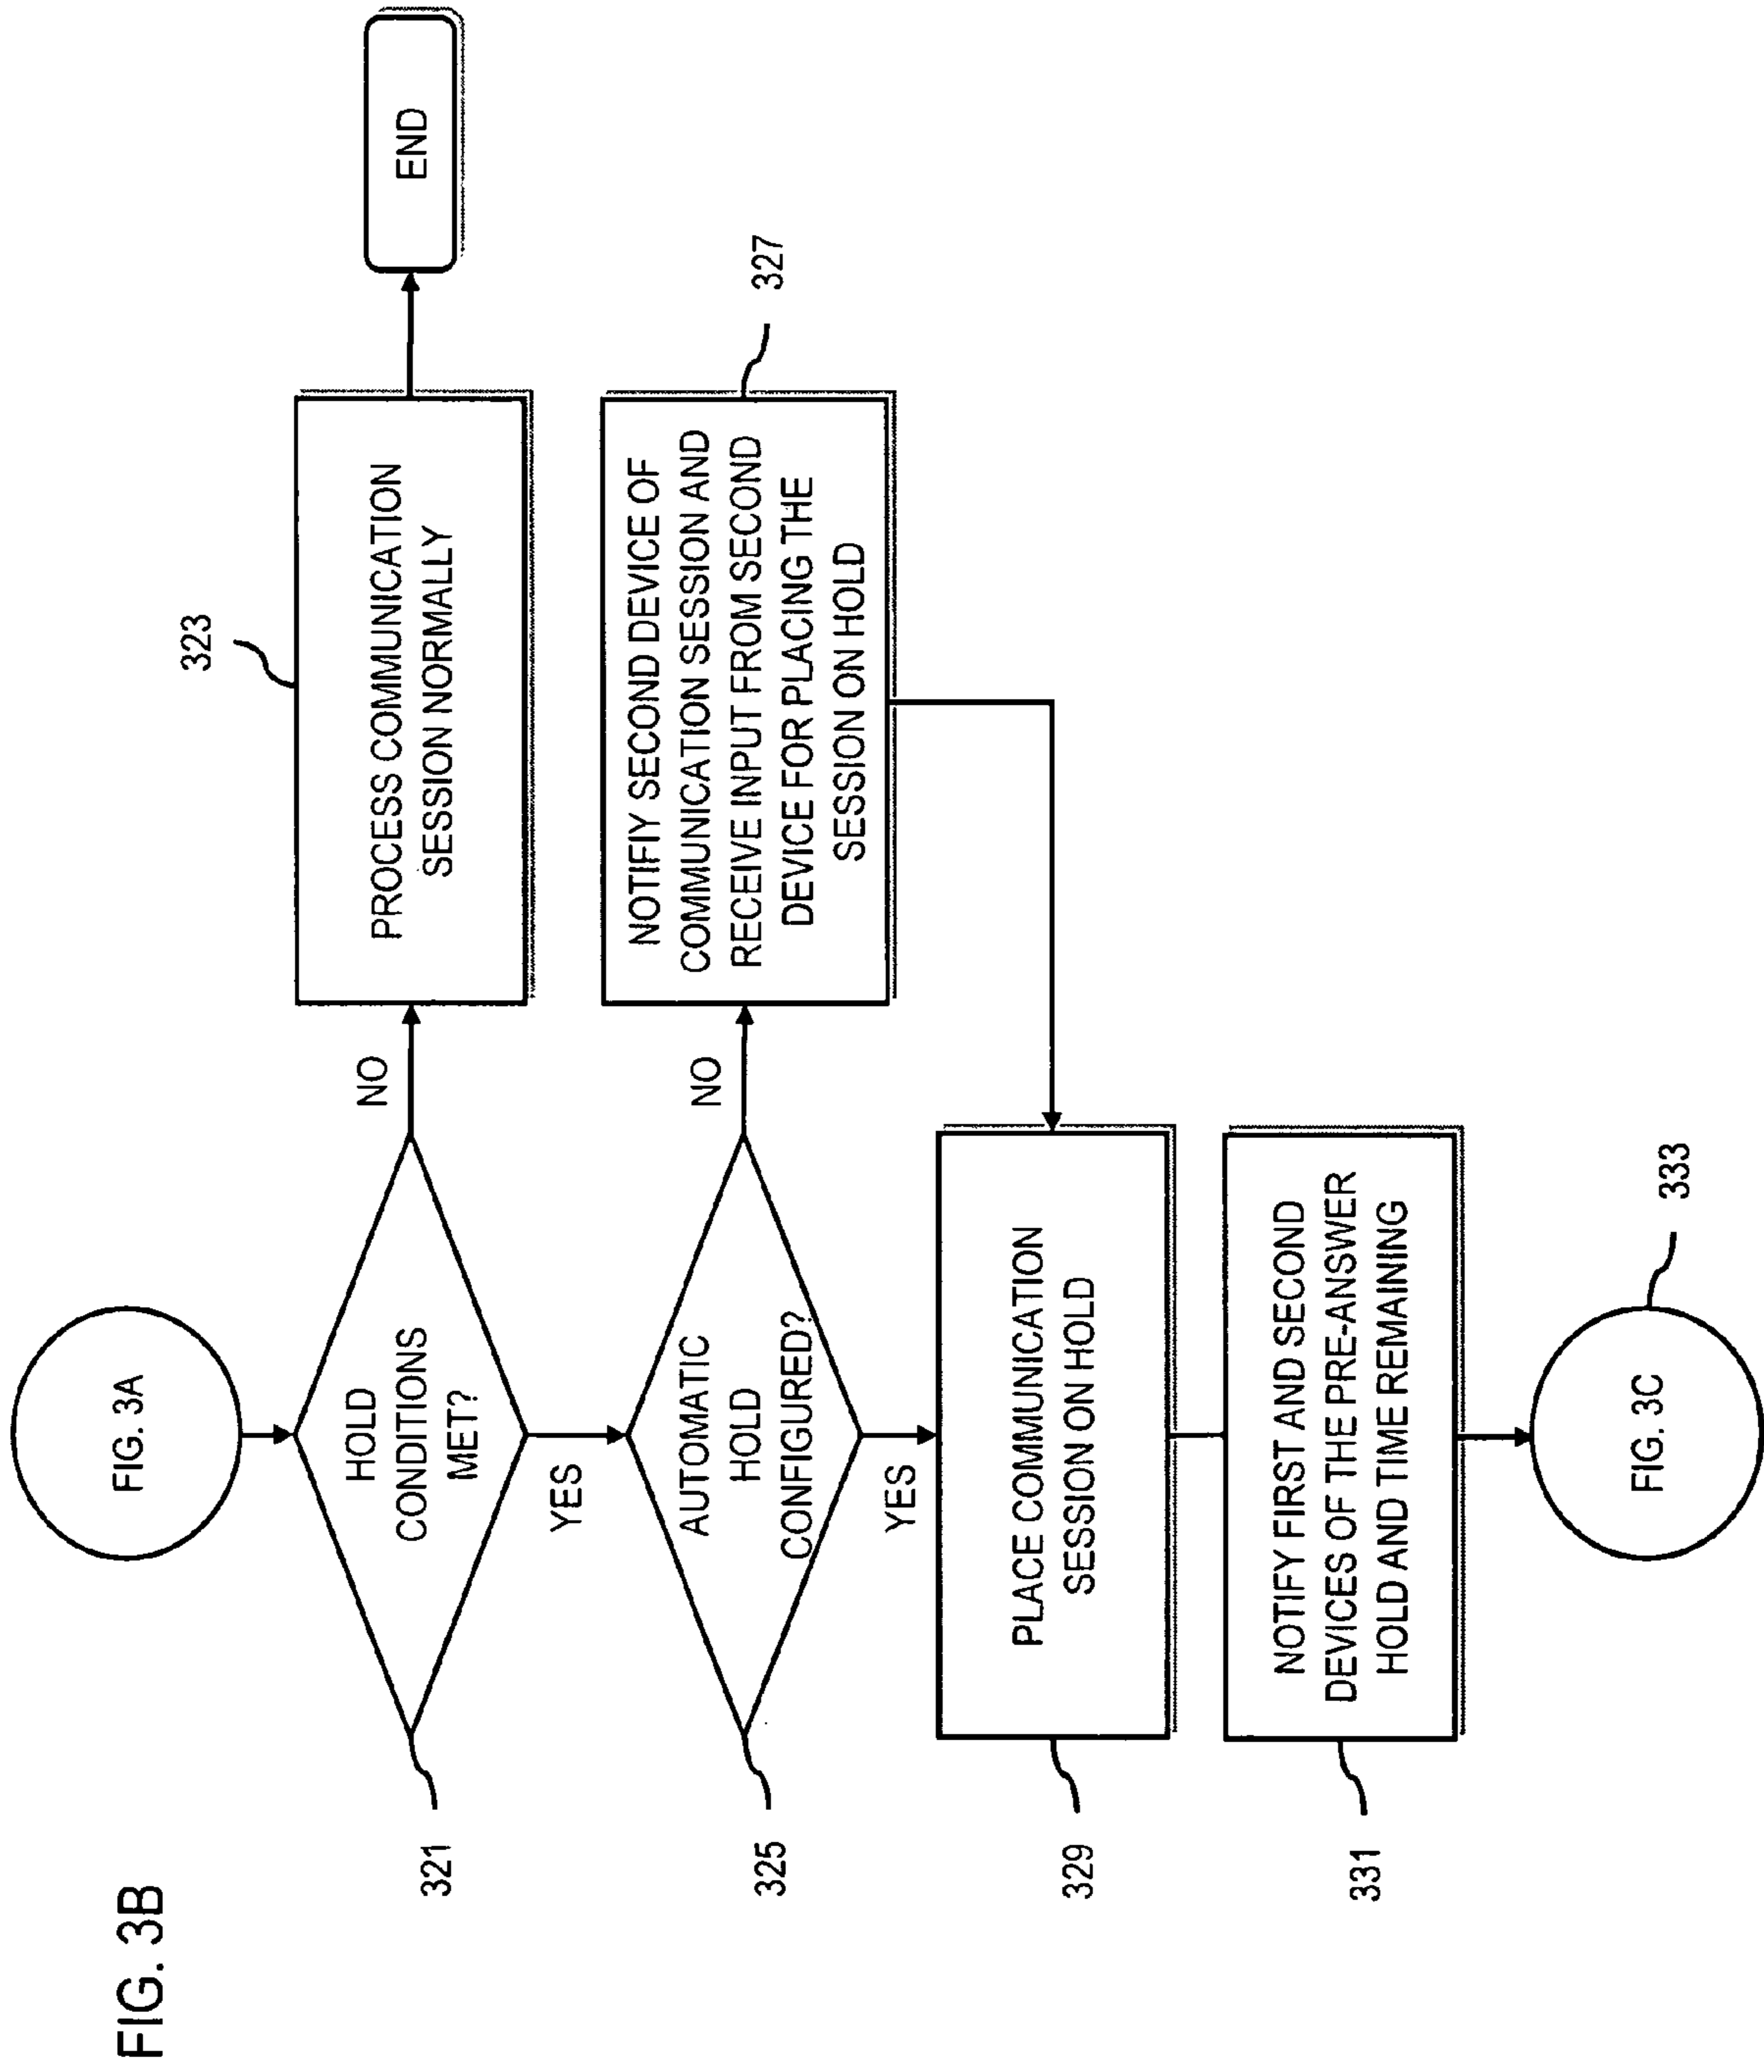 FIG. 3B
FIG. 3A
321
HOLD
CONDITIONS
MET?
NO
323
PROCESS COMMUNICATION
SESSION NORMALLY
END
YES
325
AUTOMATIC
HOLD
CONFIGURED?
NO
327
NOTIFIY SECOND DEVICE OF
COMMUNICATION SESSION AND
RECEIVE INPUT FROM SECOND
DEVICE FOR PLACING THE
SESSION ON HOLD
YES
329
PLACE COMMUNICATION
SESSION ON HOLD
331
NOTIFY FIRST AND SECOND
DEVICES OF THE PRE-ANSWER
HOLD AND TIME REMAINING
333
FIG. 3C